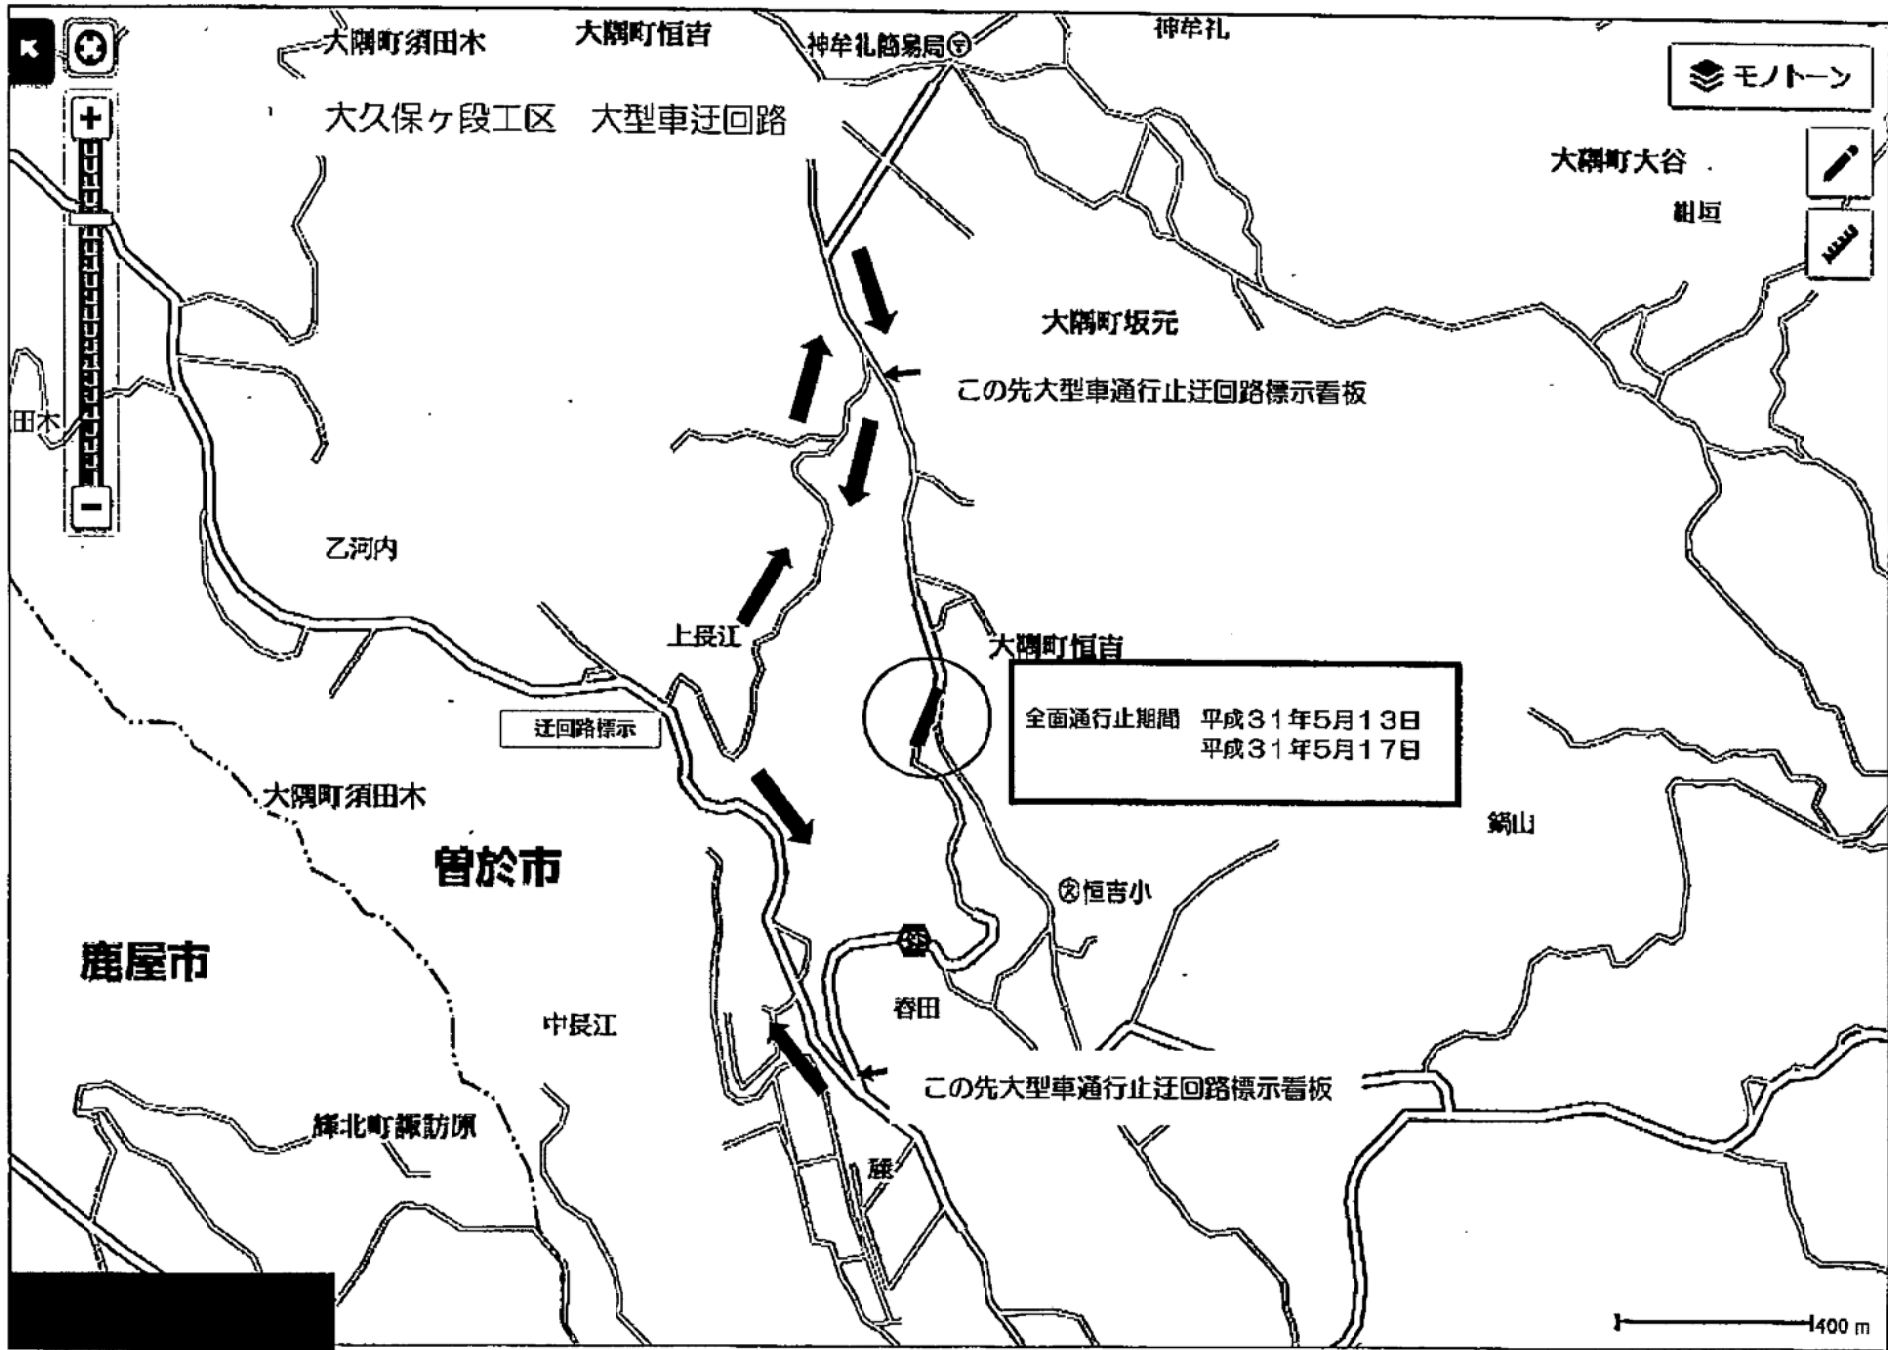 大隅町須田木
大隅町恒吉
神牟礼簡易局
神牟礼
モノトーン
大久保ヶ段工区 大型車迂回路
大隅町大谷
紺垣
大隅町坂元
この先大型車通行止迂回路標示看板
田木
乙河内
上長江
大隅町恒吉
迂回路標示
全面通行止期間 平成31年5月13日
平成31年5月17日
大隅町須田木
鍋山
曽於市
恒吉小
鹿屋市
春田
中長江
この先大型車通行止迂回路標示看板
輝北町諏訪原
麓
400 m